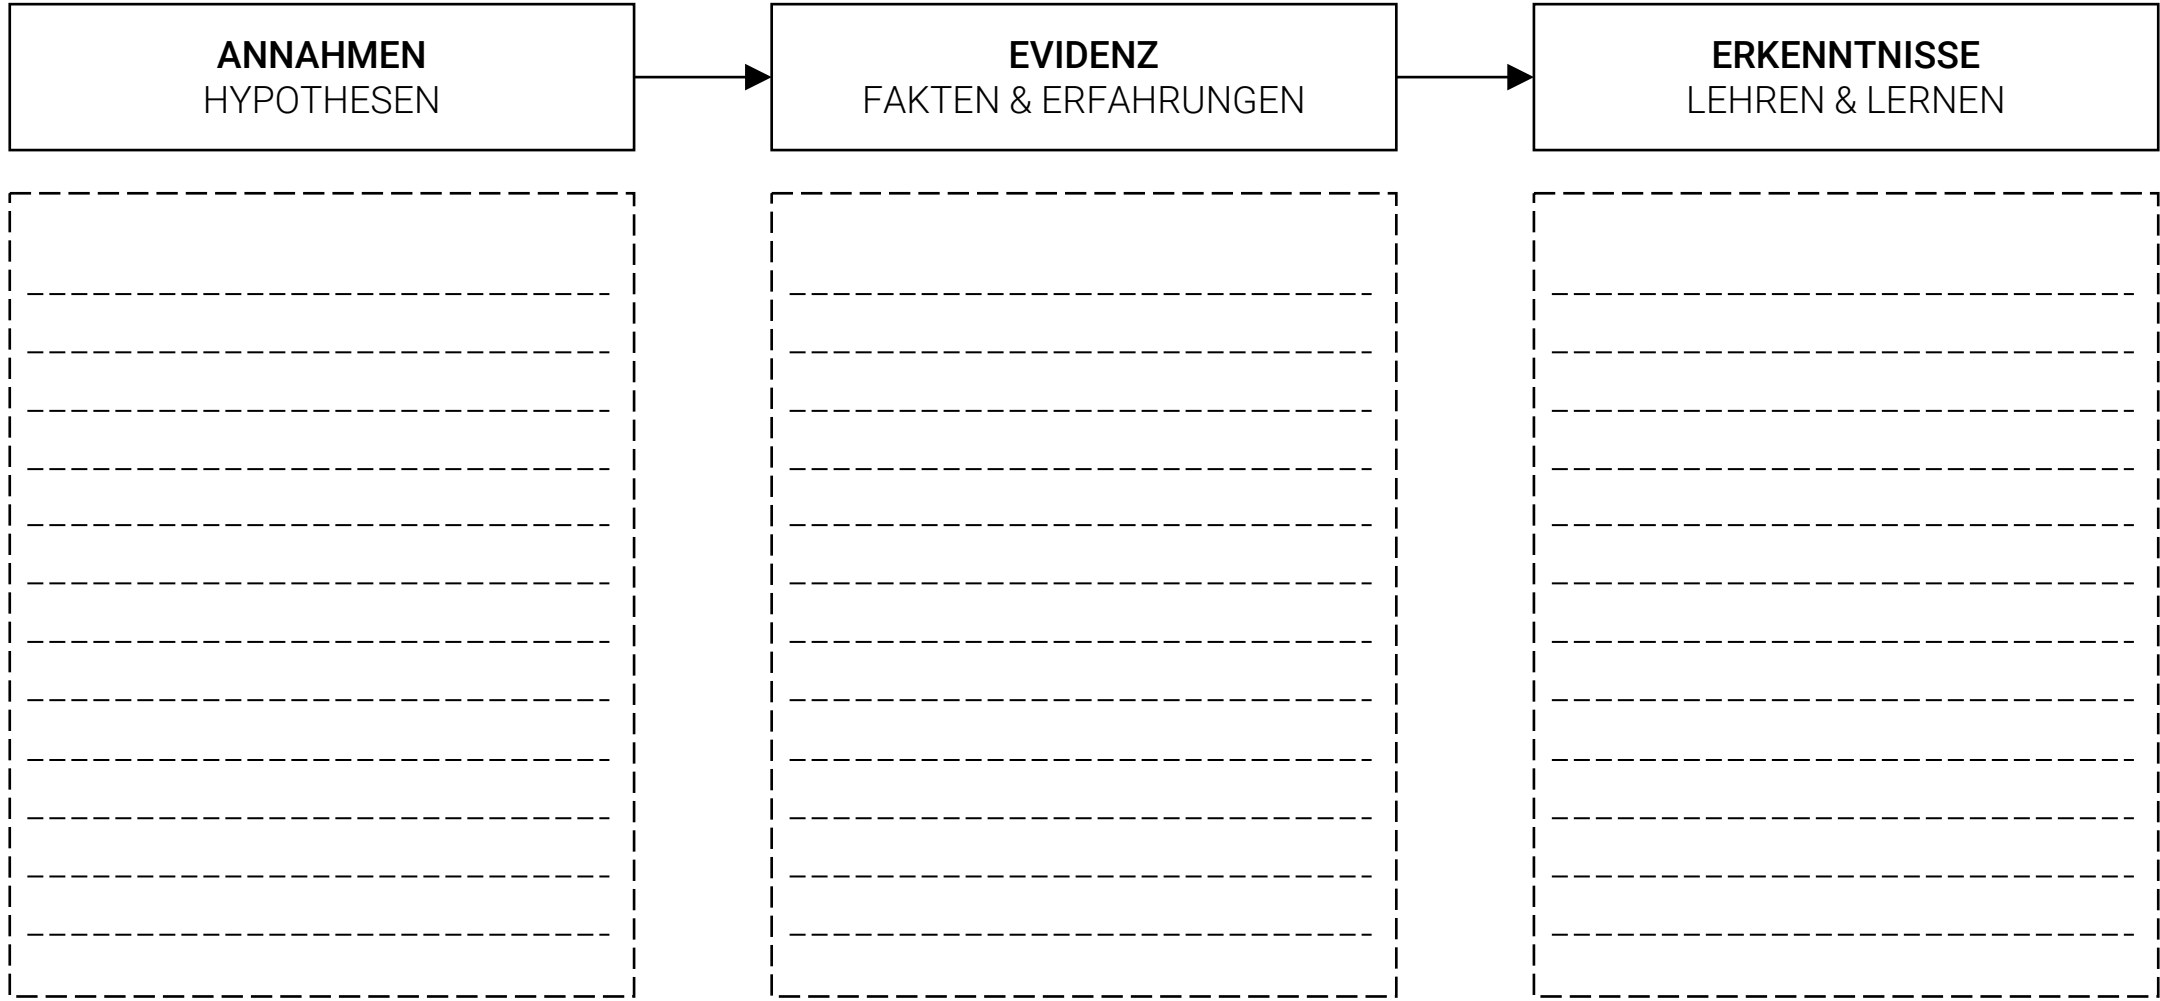 ANNAHMEN
HYPOTHESEN
EVIDENZ
FAKTEN & ERFAHRUNGEN
ERKENNTNISSE
LEHREN & LERNEN